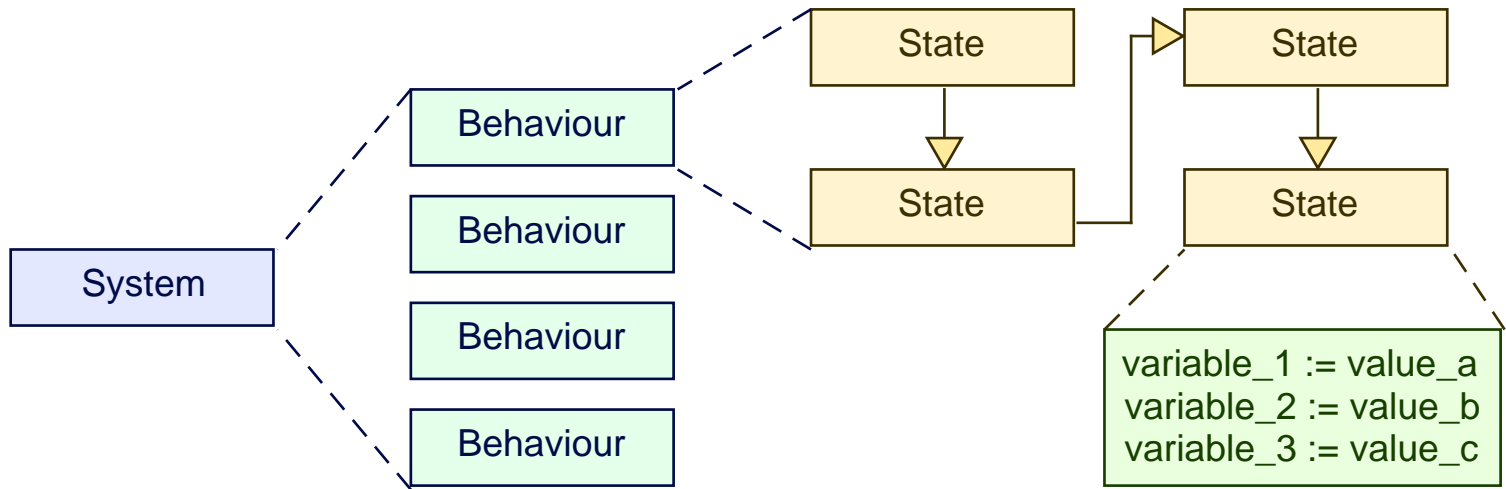 System
Behaviour
Behaviour
Behaviour
Behaviour
State
State
State
State
variable_1 := value_a
variable_2 := value_b
variable_3 := value_c